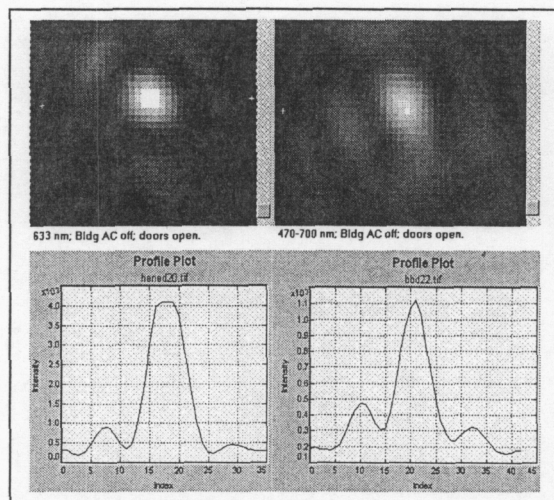 633 nm; Bldg AC off; doors open.
470-700 nm; Bldg AC off; doors open.
Profile Plot
hened20.tif
x10³
4.0
3.5
3.0
2.5
2.0
1.5
1.0
0.5
0.0
Intensity
0 5 10 15 20 25 30 35
Index
Profile Plot
bbd22.tif
x10³
1.1
1.0
0.9
0.8
0.7
0.6
0.5
0.4
0.3
0.2
0.1
Intensity
0 5 10 15 20 25 30 35 40 45
Index